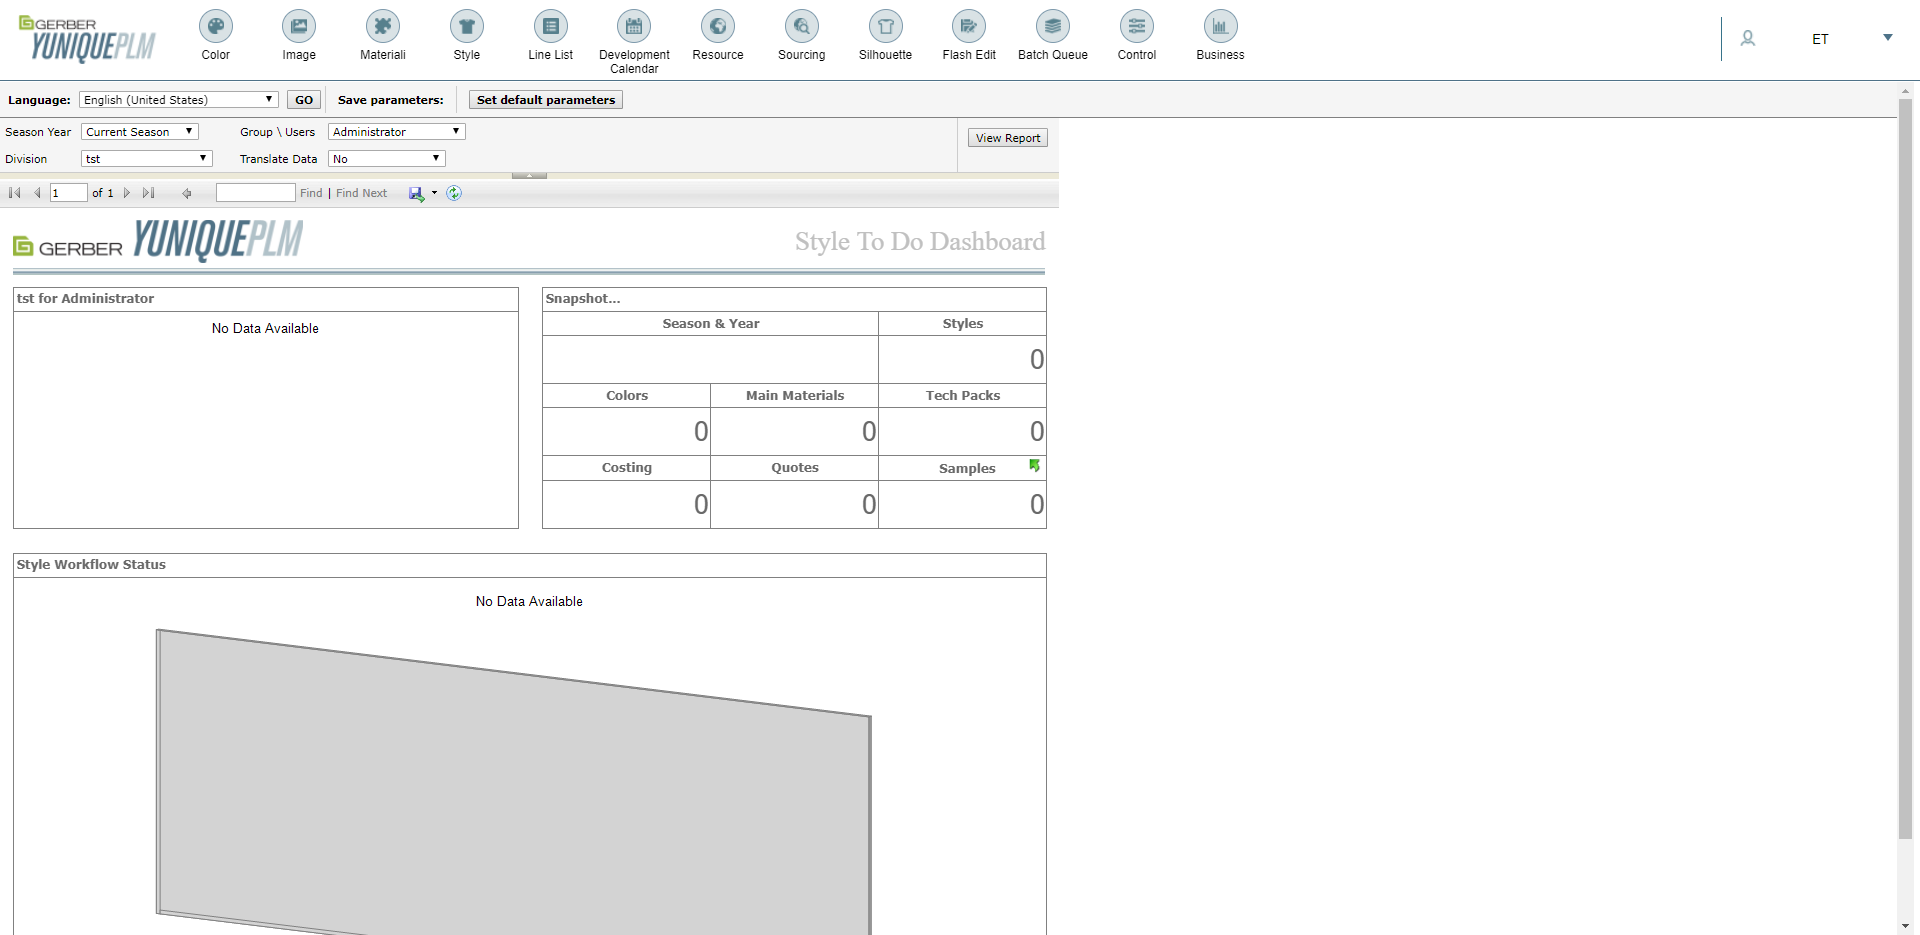 GERBER
YUNIQUEPLM
Color
Image
Materiali
Style
Line List
Development
Calendar
Resource
Sourcing
Silhouette
Flash Edit
Batch Queue
Control
Business
ET
Language: English (United States) GO Save parameters: Set default parameters
Season Year Current Season Group \ Users Administrator View Report
Division tst Translate Data No
1 of 1 Find | Find Next
GERBER YUNIQUEPLM Style To Do Dashboard
tst for Administrator
No Data Available
Snapshot...
Season & Year Styles
0
Colors Main Materials Tech Packs
0 0 0
Costing Quotes Samples
0 0 0
Style Workflow Status
No Data Available